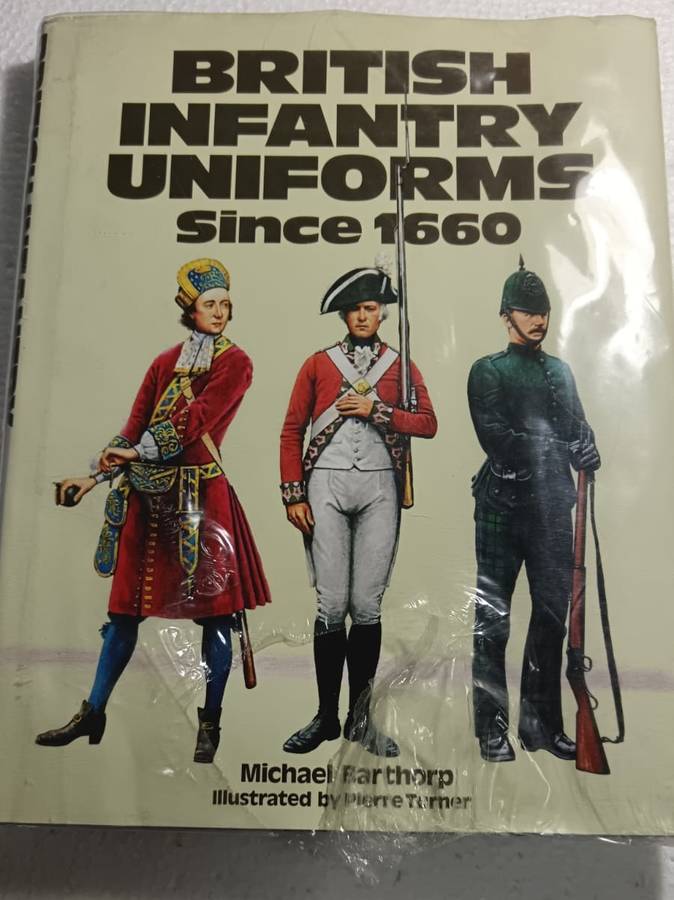 BRITISH
INFANTRY
UNIFORMS
Since 1660
Michael Barthorp
Illustrated by Pierre Turner